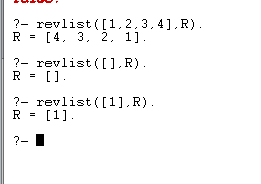 ?- revlist([1,2,3,4],R).
R = [4, 3, 2, 1].
?- revlist([],R).
R = [].
?- revlist([1],R).
R = [1].
?-